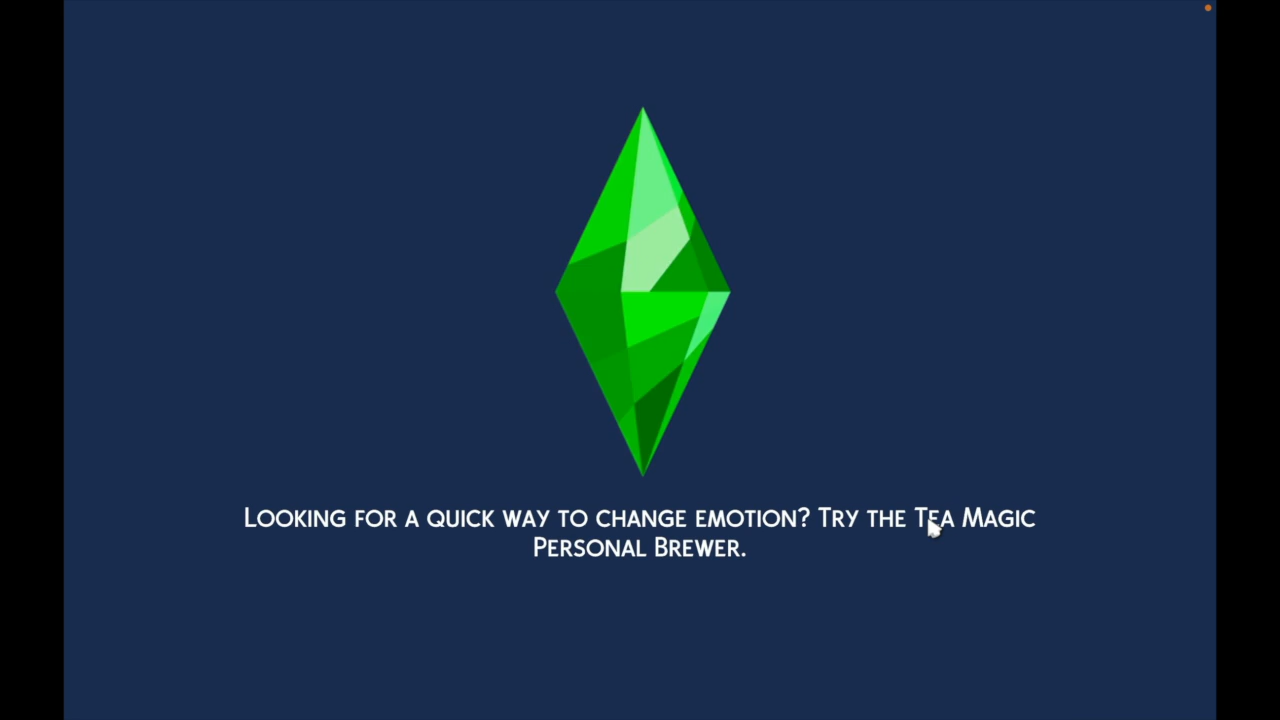 Looking for a quick way to change emotion? Try the Tea Magic
Personal Brewer.